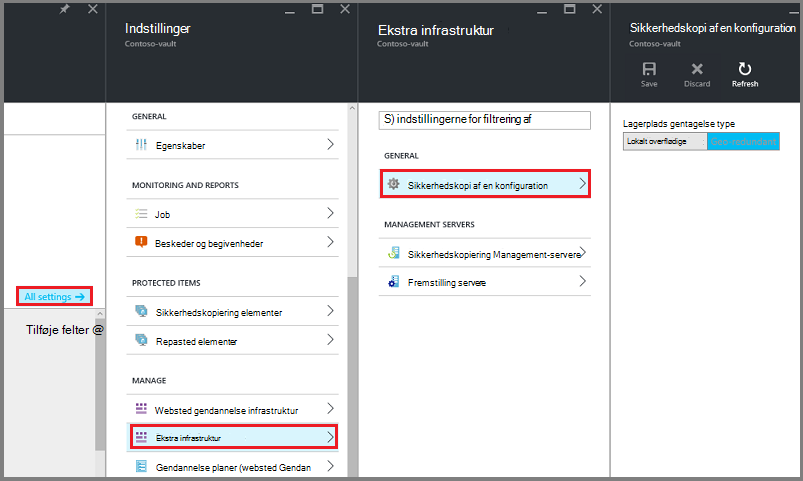 All settings
Tilføje felter @
Indstillinger
Contoso-vault
GENERAL
Egenskaber
MONITORING AND REPORTS
Job
Beskeder og begivenheder
PROTECTED ITEMS
Sikkerhedskopiering elementer
Repasted elementer
MANAGE
Websted gendannelse infrastruktur
Ekstra infrastruktur
Gendannelse planer (websted Gendan
Ekstra infrastruktur
Contoso-vault
S) indstillingerne for filtrering af
GENERAL
Sikkerhedskopi af en konfiguration
MANAGEMENT SERVERS
Sikkerhedskopiering Management-servere
Fremstilling servere
Sikkerhedskopi af en konfiguration
Contoso-vault
Save Discard Refresh
Lagerplads gentagelse type
Lokalt overflødige Geo redundant